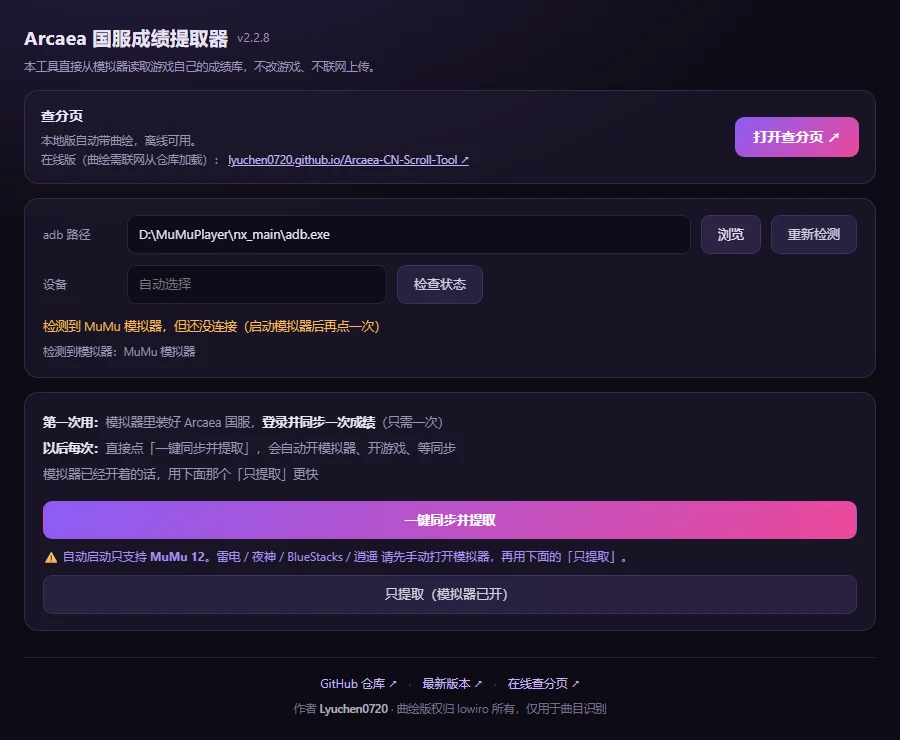 Arcaea 国服成绩提取器 v2.2.8
本工具直接从模拟器读取游戏自己的成绩库，不改游戏、不联网上传。
查分页
本地版自动带曲绘，离线可用。
在线版（曲绘需联网从仓库加载）： lyuchen0720.github.io/Arcaea-CN-Scroll-Tool ↗
打开查分页 ↗
adb 路径 D:\MuMuPlayer\nx_main\adb.exe 浏览 重新检测
设备 自动选择 检查状态
检测到 MuMu 模拟器，但还没连接（启动模拟器后再点一次）
检测到模拟器：MuMu 模拟器
第一次用：模拟器里装好 Arcaea 国服，登录并同步一次成绩（只需一次）
以后每次：直接点「一键同步并提取」，会自动开模拟器、开游戏、等同步
模拟器已经开着的话，用下面那个「只提取」更快
一键同步并提取
⚠ 自动启动只支持 MuMu 12。雷电 / 夜神 / BlueStacks / 逍遥 请先手动打开模拟器，再用下面的「只提取」。
只提取（模拟器已开）
GitHub 仓库 ↗ · 最新版本 ↗ · 在线查分页 ↗
作者 Lyuchen0720 · 曲绘版权归 lowiro 所有，仅用于曲目识别